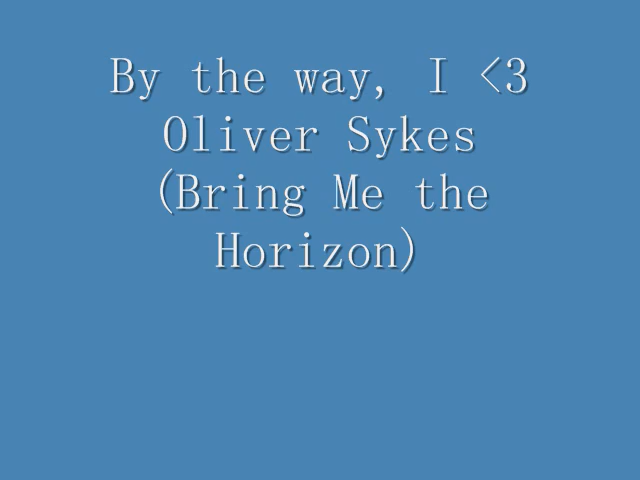 By the way, I <3
Oliver Sykes
(Bring Me the
Horizon)